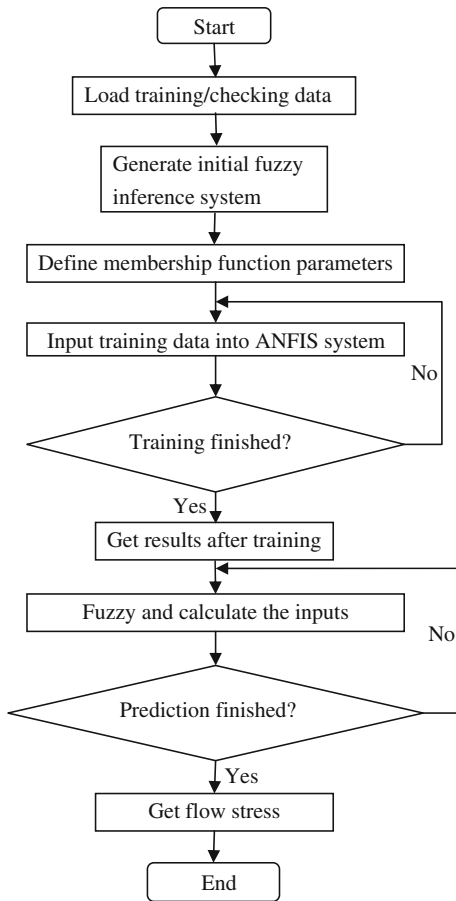 Start
Load training/checking data
Generate initial fuzzy
inference system
Define membership function parameters
Input training data into ANFIS system
No
Training finished?
Yes
Get results after training
Fuzzy and calculate the inputs
No
Prediction finished?
Yes
Get flow stress
End